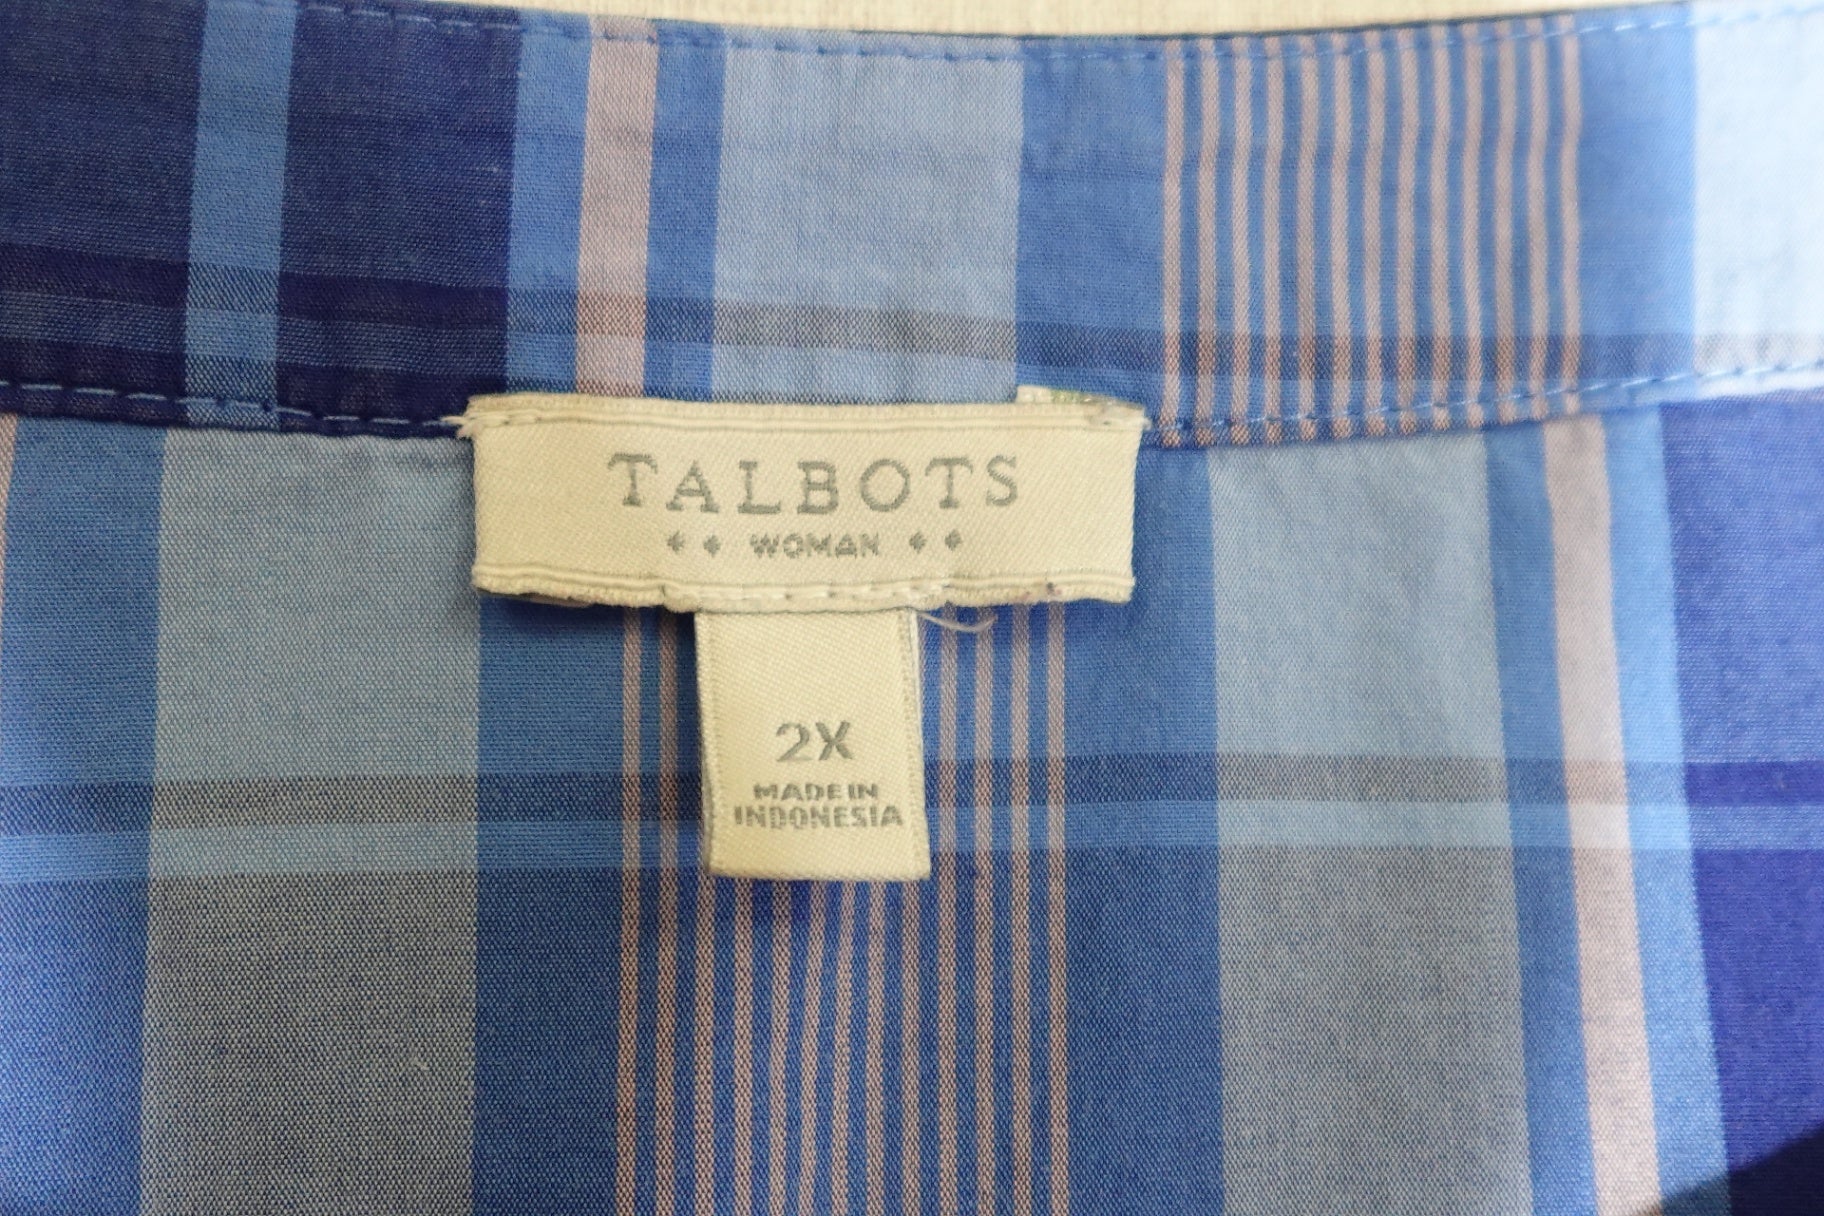 TALBOTS
WOMAN
2X
MADE IN
INDONESIA